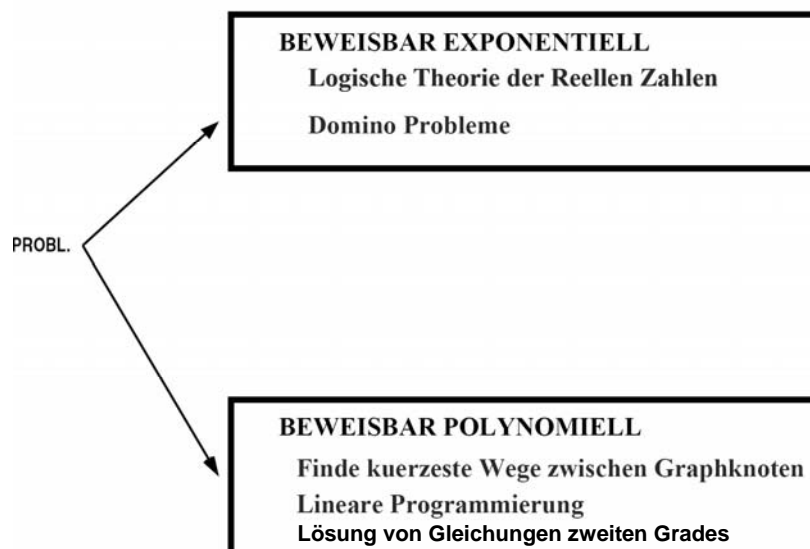 BEWEISBAR EXPONENTIELL
Logische Theorie der Reellen Zahlen
Domino Probleme
PROBL.
BEWEISBAR POLYNOMIELL
Finde kuerzeste Wege zwischen Graphknoten
Lineare Programmierung
Lösung von Gleichungen zweiten Grades